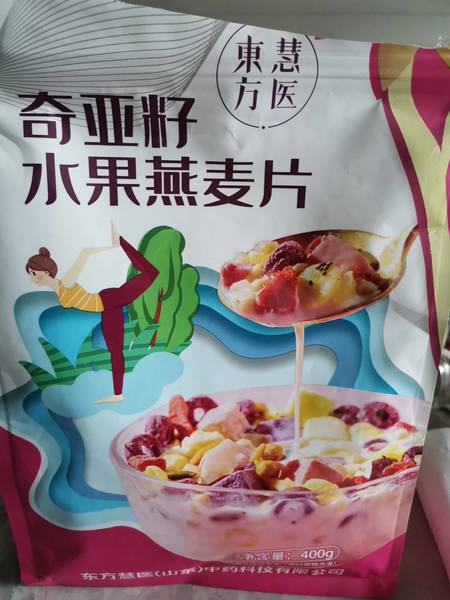 東慧
方医
奇亚籽
水果燕麦片
净含量：400g
东方慧医(山东)中药科技有限公司